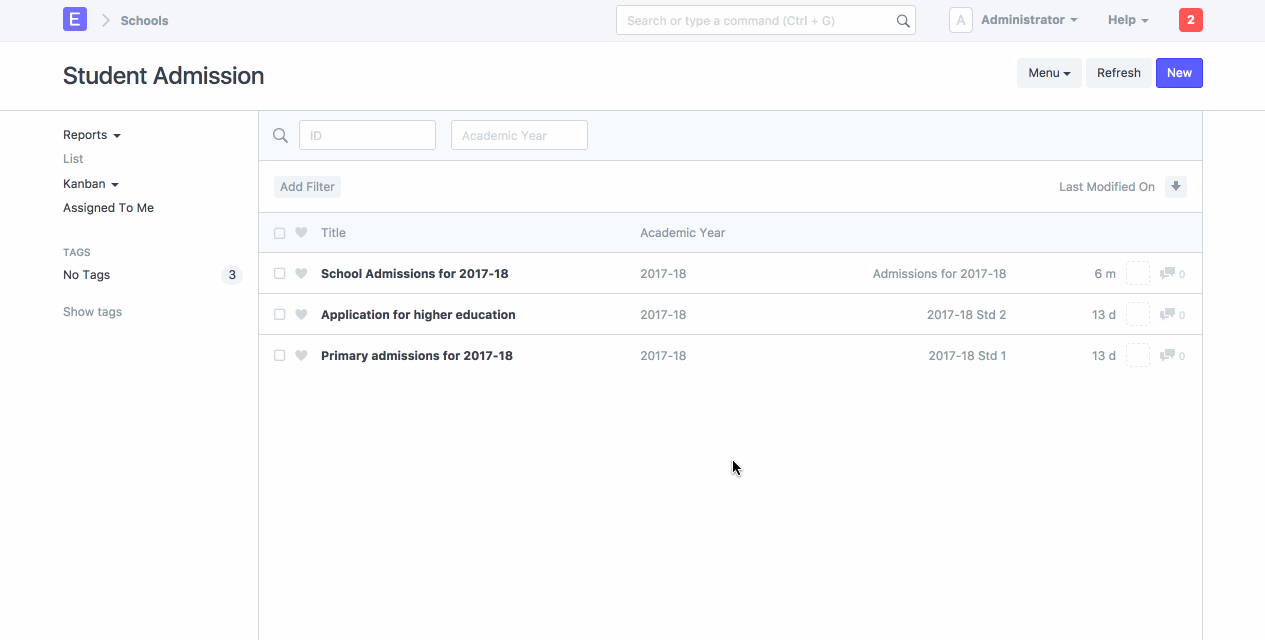 E Schools Search or type a command (Ctrl + G) A Administrator Help 2
Student Admission Menu Refresh New
Reports
List
Kanban
Assigned To Me
TAGS
No Tags 3
Show tags
ID Academic Year
Add Filter Last Modified On
Title Academic Year
School Admissions for 2017-18 2017-18 Admissions for 2017-18 6 m 0
Application for higher education 2017-18 2017-18 Std 2 13 d 0
Primary admissions for 2017-18 2017-18 2017-18 Std 1 13 d 0